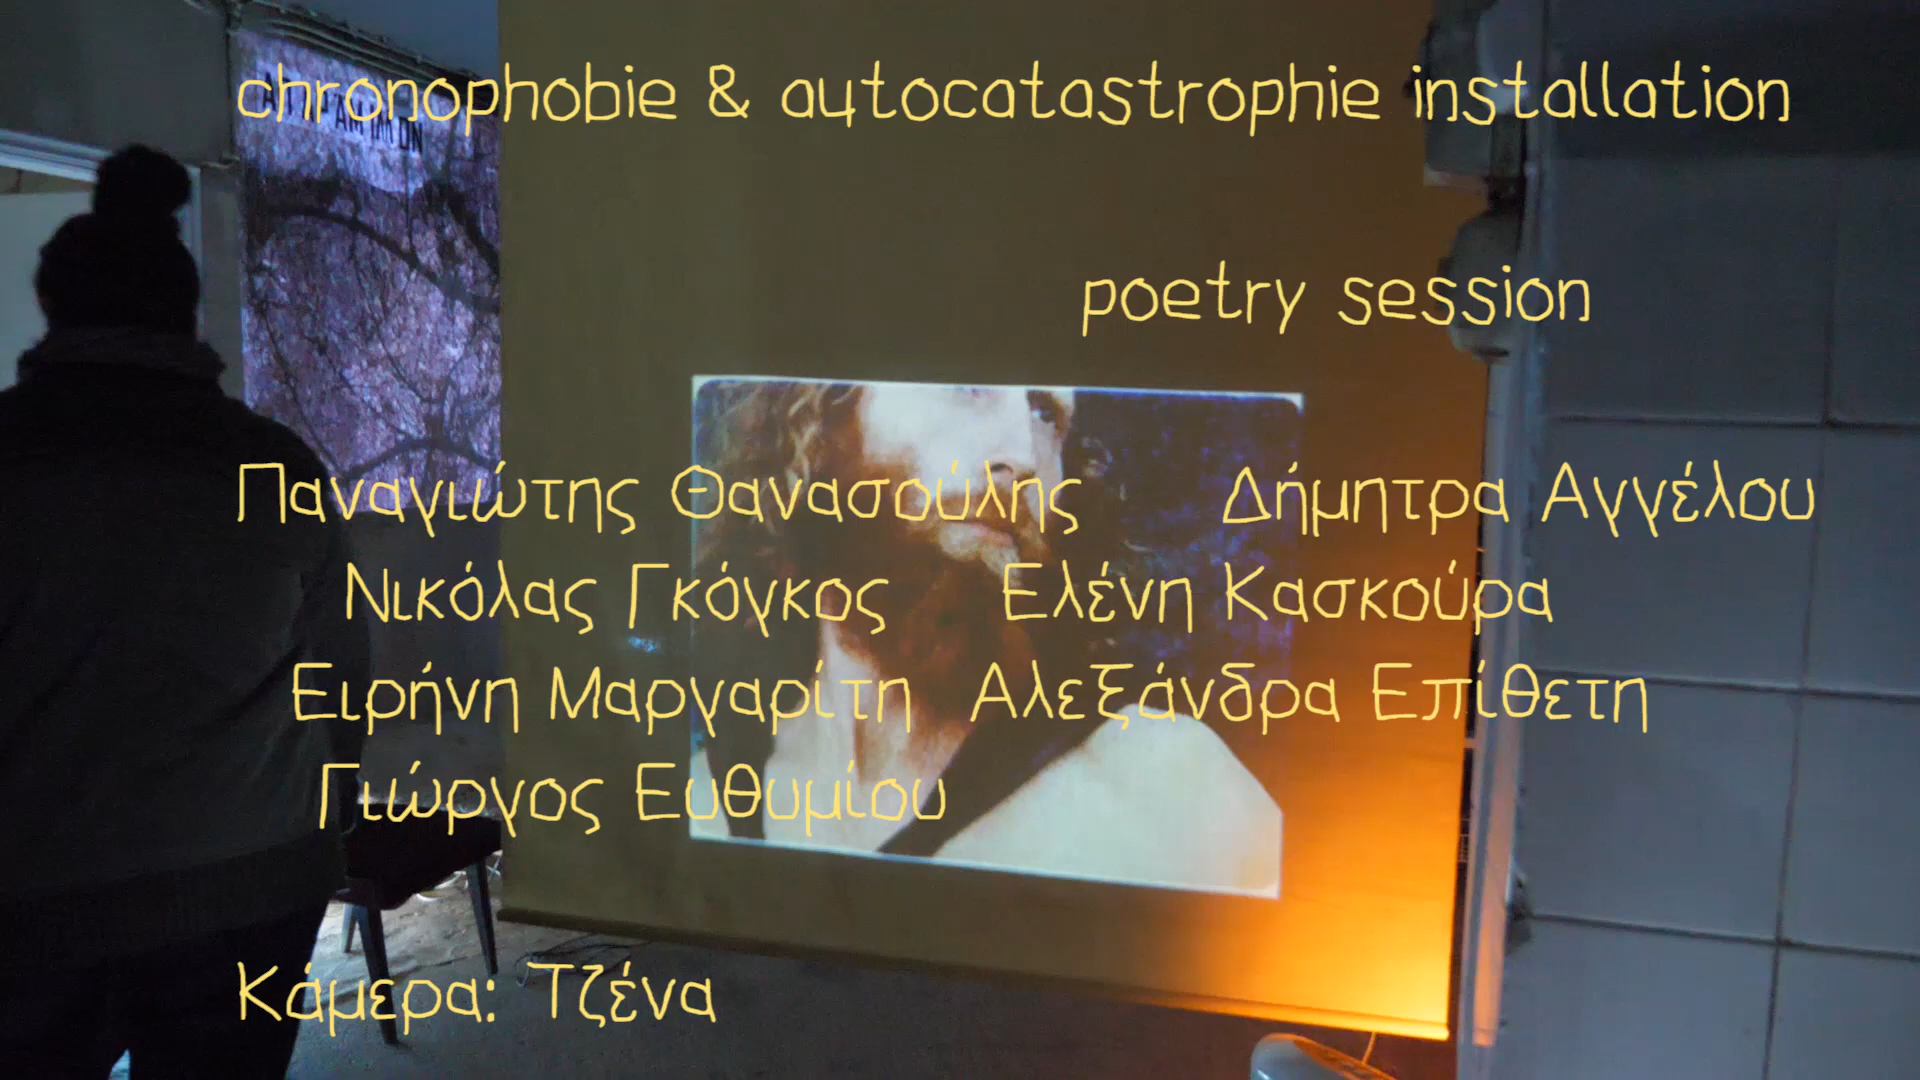 chronophobie & autocatastrophie installation
poetry session
Παναγιώτης Θανασούλης Δήμητρα Αγγέλου
Νικόλας Γκόγκος Ελένη Κασκούρα
Ειρήνη Μαργαρίτη Αλεξάνδρα Επίθετη
Γιώργος Ευθυμίου
Κάμερα: Τζένα